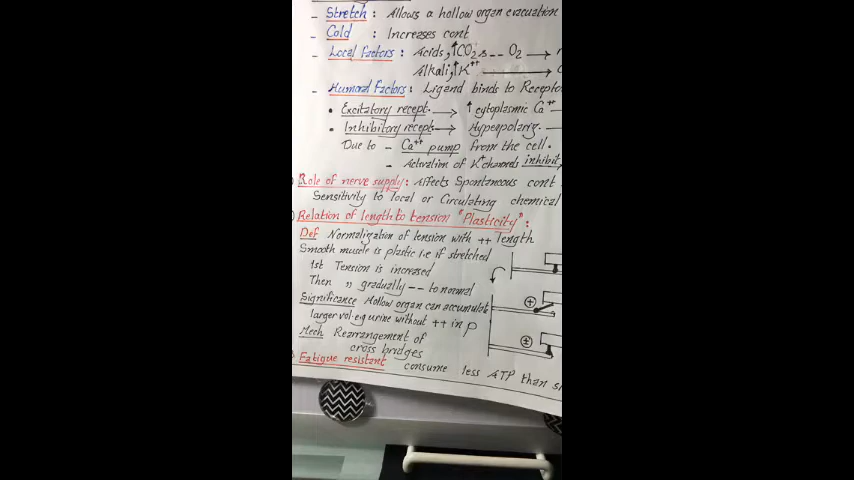 - Stretch : Allows a hollow organ evacuation
- Cold : Increases cont
- Local factors : Acids, ↑CO2 & -- O2 →
Alkali, ↑K++ →
- Humoral factors : Ligend binds to Recepto
• Excitatory recept. → ↑ cytoplasmic Ca++
• Inhibitory recept → Hyperpolariz.
Due to - Ca++ pump from the cell.
- Activation of K+ channels inhibit
Role of nerve supply : Affects Spontaneous cont
Sensitivity to local or Circulating chemical
Relation of length to tension "Plasticity" :
Def Normalization of tension with ++ length
Smooth muscle is plastic i.e if stretched
1st Tension is increased
Then " gradually -- to normal
Significance Hollow organ can accumulate
larger vol. e.g urine without ++ in p
Mech Rearrangement of
cross bridges
Fatigue resistant consume less ATP than